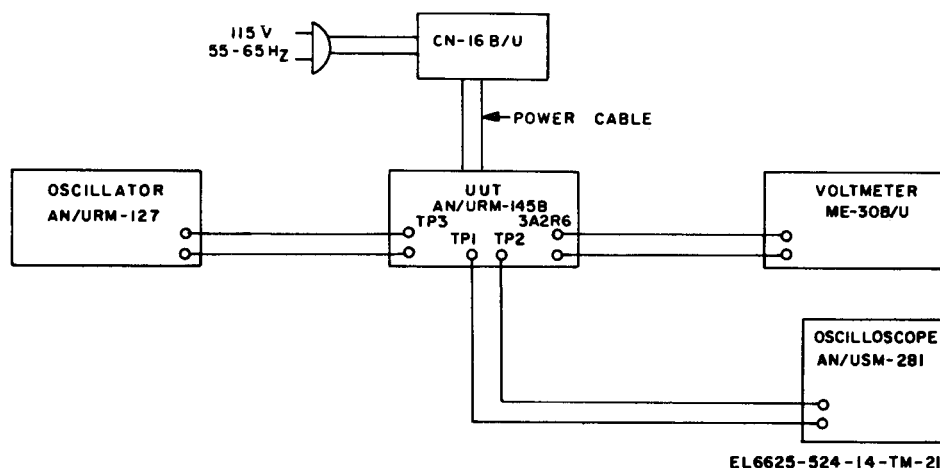 115 V
55-65 HZ
CN-16 B/U
POWER CABLE
OSCILLATOR
AN/URM-127
UUT
AN/URM-145B
TP3
3A2R6
TP1
TP2
VOLTMETER
ME-30B/U
OSCILLOSCOPE
AN/USM-281
EL6625-524-14-TM-21